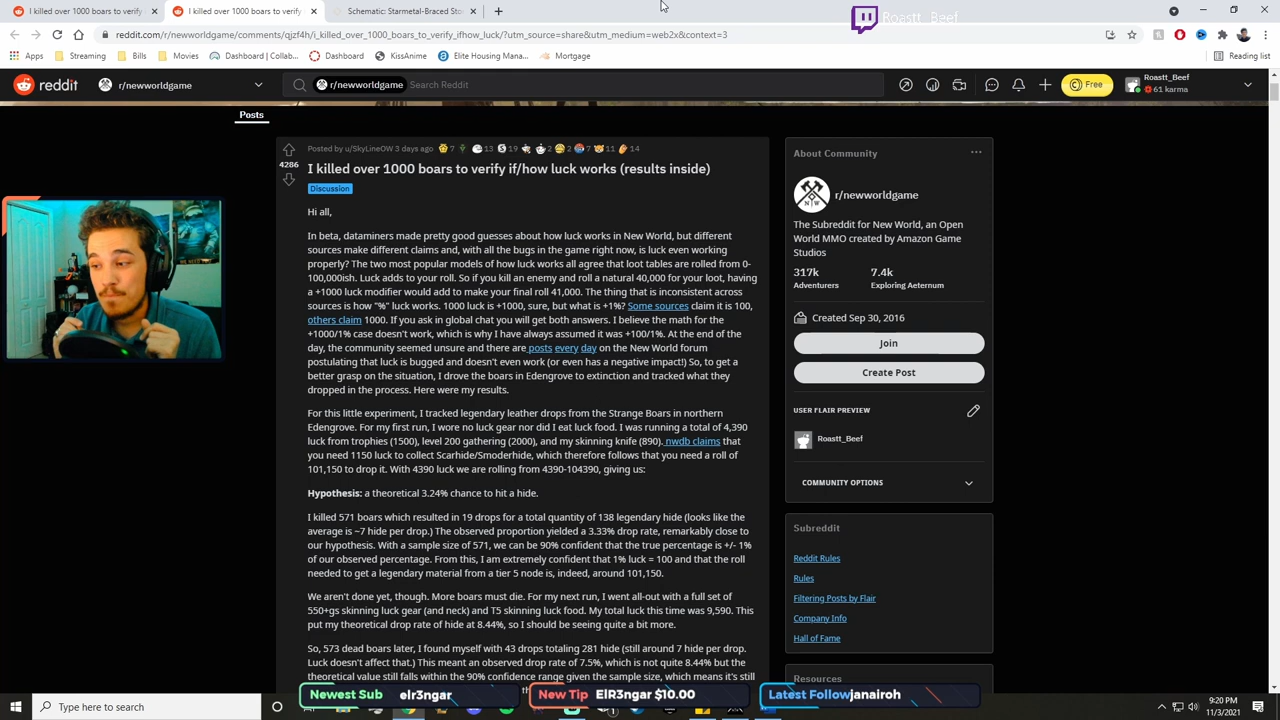 I killed over 1000 boars to verif
I killed over 1000 boars to verif
Schematic: Starmetal-Braced Sto
Roastt_Beef
reddit.com/r/newworldgame/comments/qjzf4h/i_killed_over_1000_boars_to_verify_ifhow_luck/?utm_source=share&utm_medium=web2x&context=3
Apps Streaming Bills Movies Dashboard | Collab... Dashboard KissAnime Elite Housing Mana... Mortgage Reading list
reddit r/newworldgame r/newworldgame Search Reddit Free Roastt_Beef
61 karma
Posts
Posted by u/SkyLineOW 3 days ago 7 13 19 2 2 7 11 14
4286
I killed over 1000 boars to verify if/how luck works (results inside)
Discussion
Hi all,
In beta, dataminers made pretty good guesses about how luck works in New World, but different
sources make different claims and, with all the bugs in the game right now, is luck even working
properly? The two most popular models of how luck works all agree that loot tables are rolled from 0-
100,000ish. Luck adds to your roll. So if you kill an enemy and roll a natural 40,000 for your loot, having
a +1000 luck modifier would add to make your final roll 41,000. The thing that is inconsistent across
sources is how "%" luck works. 1000 luck is +1000, sure, but what is +1%? Some sources claim it is 100,
others claim 1000. If you ask in global chat you will get both answers. I believe the math for the
+1000/1% case doesn't work, which is why I have always assumed it was +100/1%. At the end of the
day, the community seemed unsure and there are posts every day on the New World forum
postulating that luck is bugged and doesn't even work (or even has a negative impact!) So, to get a
better grasp on the situation, I drove the boars in Edengrove to extinction and tracked what they
dropped in the process. Here were my results.
For this little experiment, I tracked legendary leather drops from the Strange Boars in northern
Edengrove. For my first run, I wore no luck gear nor did I eat luck food. I was running a total of 4,390
luck from trophies (1500), level 200 gathering (2000), and my skinning knife (890). nwdb claims that
you need 1150 luck to collect Scarhide/Smoderhide, which therefore follows that you need a roll of
101,150 to drop it. With 4390 luck we are rolling from 4390-104390, giving us:
Hypothesis: a theoretical 3.24% chance to hit a hide.
I killed 571 boars which resulted in 19 drops for a total quantity of 138 legendary hide (looks like the
average is ~7 hide per drop.) The observed proportion yielded a 3.33% drop rate, remarkably close to
our hypothesis. With a sample size of 571, we can be 90% confident that the true percentage is +/- 1%
of our observed percentage. From this, I am extremely confident that 1% luck = 100 and that the roll
needed to get a legendary material from a tier 5 node is, indeed, around 101,150.
We aren't done yet, though. More boars must die. For my next run, I went all-out with a full set of
550+gs skinning luck gear (and neck) and T5 skinning luck food. My total luck this time was 9,590. This
put my theoretical drop rate of hide at 8.44%, so I should be seeing quite a bit more.
So, 573 dead boars later, I found myself with 43 drops totaling 281 hide (still around 7 hide per drop.
Luck doesn't affect that.) This meant an observed drop rate of 7.5%, which is not quite 8.44% but the
theoretical value still falls within the 90% confidence range given the sample size, which means it's still
About Community
r/newworldgame
The Subreddit for New World, an Open
World MMO created by Amazon Game
Studios
317k 7.4k
Adventurers Exploring Aeternum
Created Sep 30, 2016
Join
Create Post
USER FLAIR PREVIEW
Roastt_Beef
COMMUNITY OPTIONS
Subreddit
Reddit Rules
Rules
Filtering Posts by Flair
Company Info
Hall of Fame
Resources
Newest Sub elr3ngar
New Tip ElR3ngar $10.00
Latest Follow janairoh
Type here to search
9:20 PM
11/3/2021